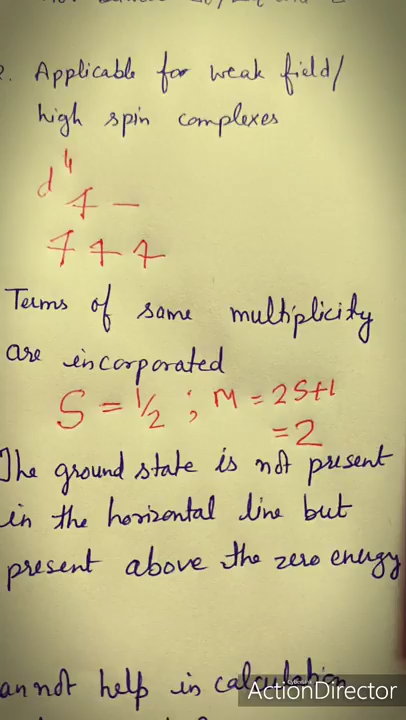 2. Applicable for weak field/
high spin complexes
d4
Terms of same multiplicity
are incorporated
S = 1/2 ; M = 2S+1
= 2
The ground state is not present
in the horizontal line but
present above the zero energy
annot help in calculation
ActionDirector